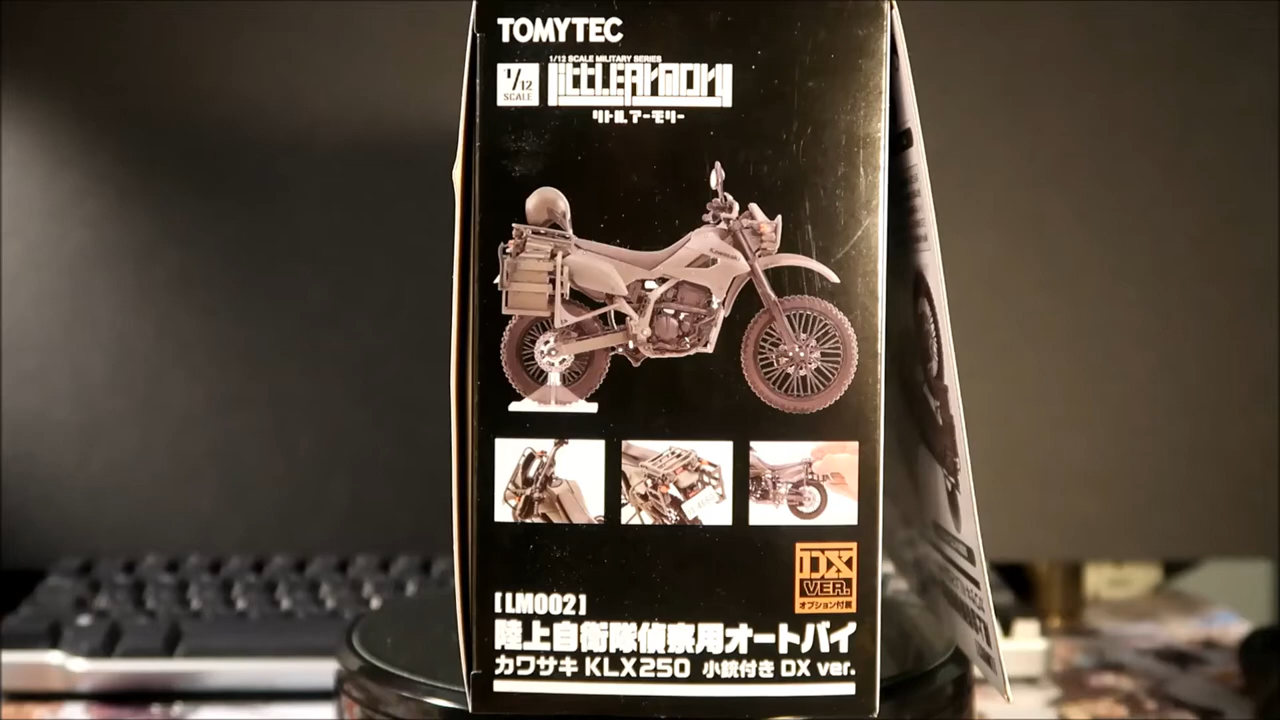 TOMYTEC
1/12 SCALE MILITARY SERIES
1/12 SCALE
LITTLEARMORY
リトルアーモリー
DX
VER.
オプション付属
[LM002]
陸上自衛隊偵察用オートバイ
カワサキ KLX250 小銃付き DX ver.